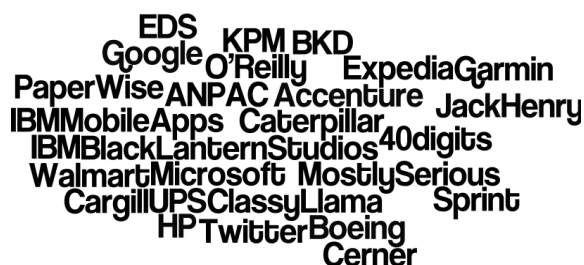 EDS
Google KPM BKD
O'Reilly ExpediaGarmin
PaperWise ANPAC Accenture JackHenry
IBMMobileApps Caterpillar
IBMBlackLanternStudios 40digits
WalmartMicrosoft MostlySerious
CargillUPSClassyLlama Sprint
HP TwitterBoeing
Cerner